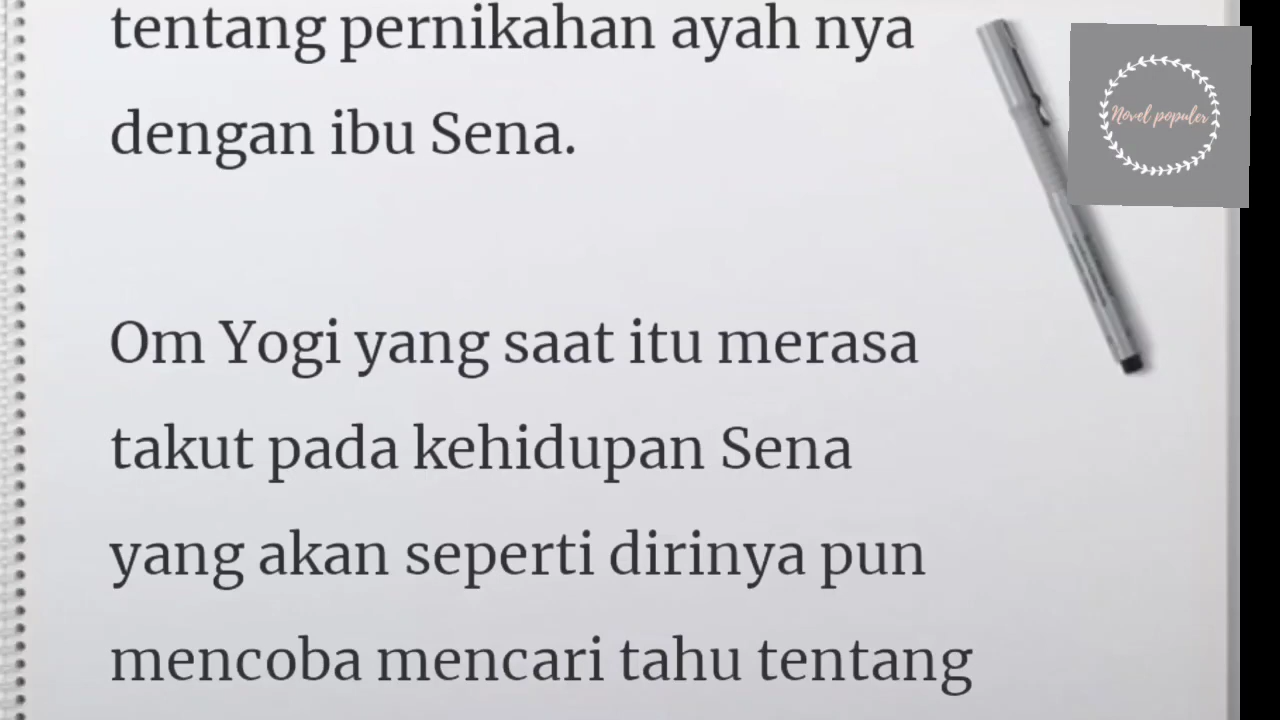 tentang pernikahan ayah nya
dengan ibu Sena.
Novel populer
Om Yogi yang saat itu merasa
takut pada kehidupan Sena
yang akan seperti dirinya pun
mencoba mencari tahu tentang